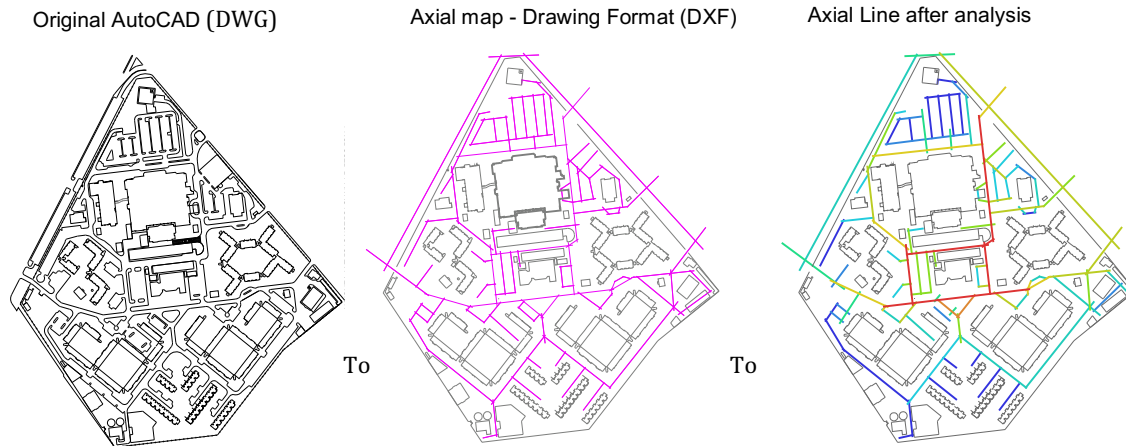 Original AutoCAD (DWG)
Axial map - Drawing Format (DXF)
Axial Line after analysis
To
To